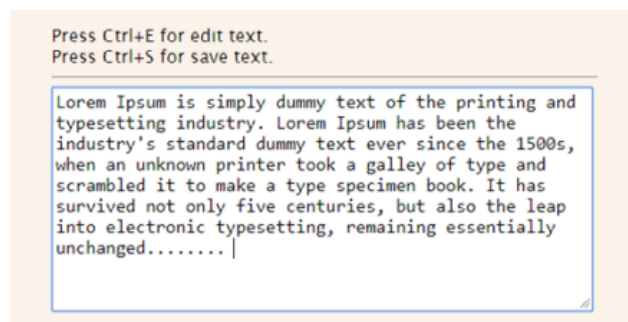 Press Ctrl+E for edit text.
Press Ctrl+S for save text.
Lorem Ipsum is simply dummy text of the printing and
typesetting industry. Lorem Ipsum has been the
industry's standard dummy text ever since the 1500s,
when an unknown printer took a galley of type and
scrambled it to make a type specimen book. It has
survived not only five centuries, but also the leap
into electronic typesetting, remaining essentially
unchanged........